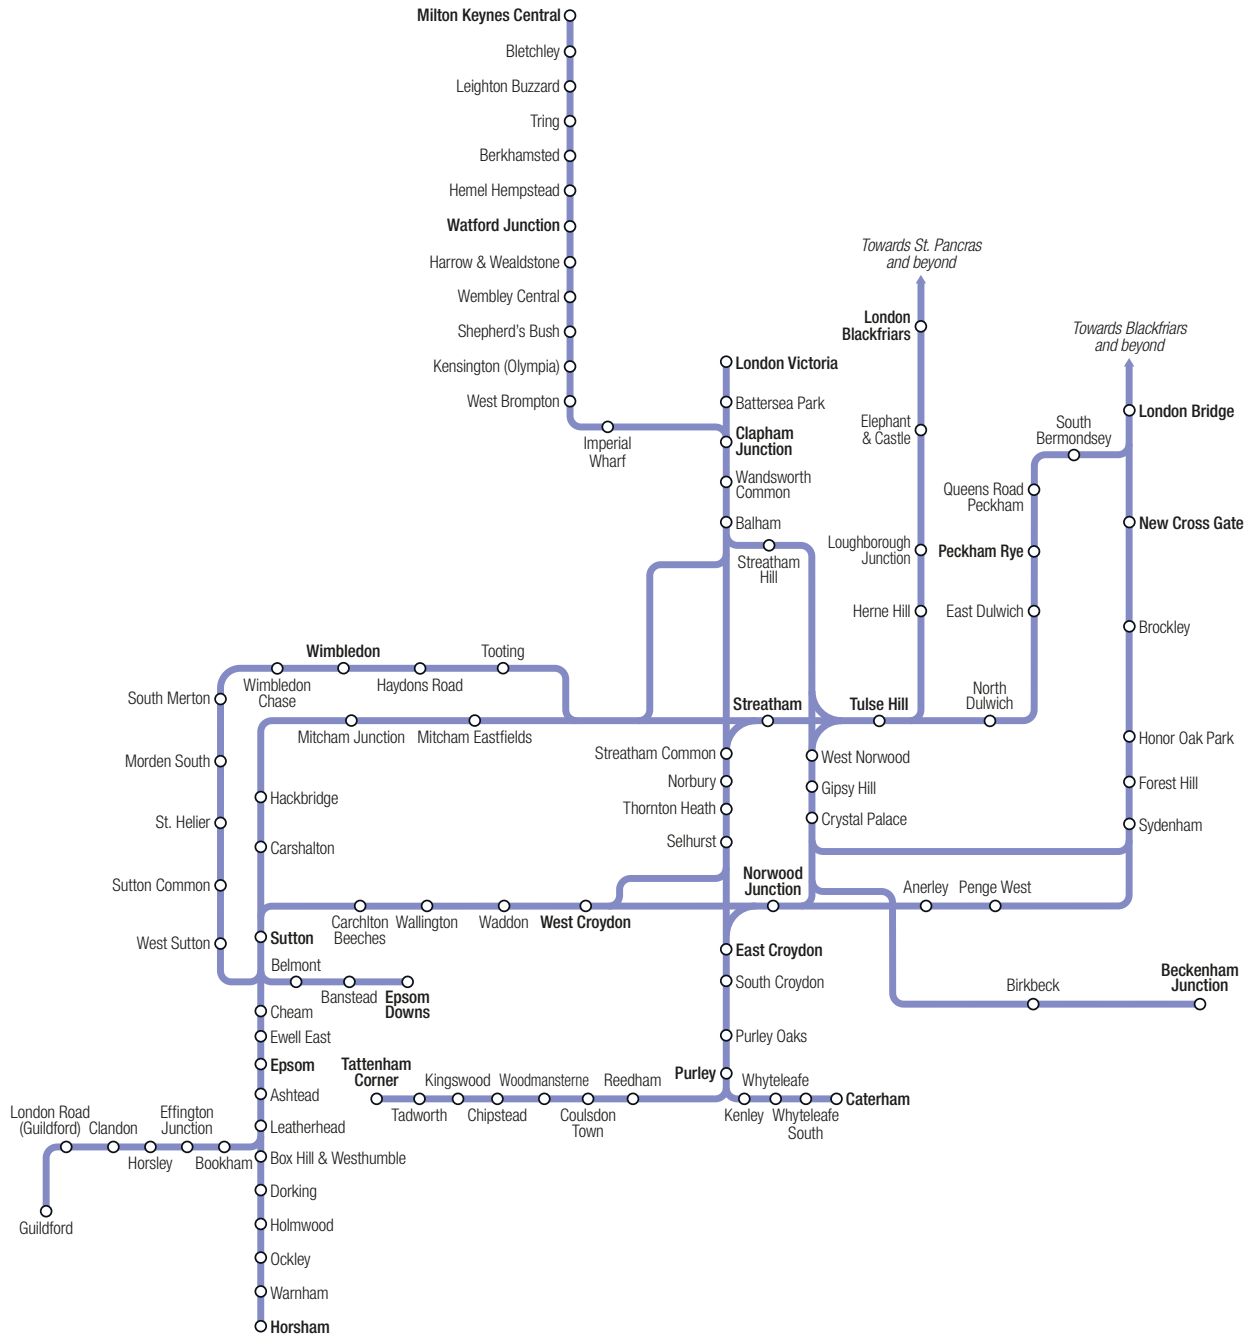 Milton Keynes Central
Bletchley
Leighton Buzzard
Tring
Berkhamsted
Hemel Hempstead
Watford Junction
Harrow & Wealdstone
Wembley Central
Shepherd's Bush
Kensington (Olympia)
West Brompton
Imperial
Wharf
London Victoria
Battersea Park
Clapham
Junction
Wandsworth
Common
Balham
Streatham
Hill
Towards St. Pancras
and beyond
London
Blackfriars
Elephant
& Castle
Loughborough
Junction
Herne Hill
Towards Blackfriars
and beyond
London Bridge
South
Bermondsey
Queens Road
Peckham
Peckham Rye
East Dulwich
North
Dulwich
New Cross Gate
Brockley
Honor Oak Park
Forest Hill
Sydenham
Wimbledon
Tooting
Wimbledon
Chase
Haydons Road
South Merton
Morden South
St. Helier
Sutton Common
West Sutton
Mitcham Junction
Mitcham Eastfields
Streatham
Tulse Hill
Streatham Common
Norbury
Thornton Heath
Selhurst
West Norwood
Gipsy Hill
Crystal Palace
Hackbridge
Carshalton
Norwood
Junction
Anerley
Penge West
Carchlton
Beeches
Wallington
Waddon
West Croydon
Sutton
Belmont
Banstead
Epsom
Downs
East Croydon
South Croydon
Purley Oaks
Purley
Birkbeck
Beckenham
Junction
Cheam
Ewell East
Epsom
Ashtead
Leatherhead
Tattenham
Corner
Tadworth
Kingswood
Chipstead
Woodmansterne
Coulsdon
Town
Reedham
Kenley
Whyteleafe
Whyteleafe
South
Caterham
London Road
(Guildford)
Clandon
Horsley
Effington
Junction
Bookham
Guildford
Box Hill & Westhumble
Dorking
Holmwood
Ockley
Warnham
Horsham